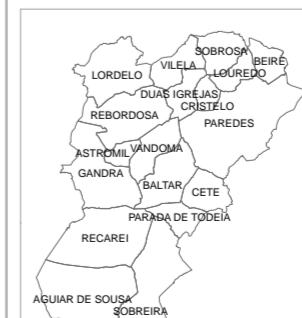 SOBROSA
VILELA
BEIRE
LORDELO
LOUREDO
DUAS IGREJAS
CRISTELO
REBORDOSA
PAREDES
VANDOMA
ASTROMIL
GANDRA
BALTAR
CETE
PARADA DE TODEIA
RECAREI
AGUIAR DE SOUSA
SOBREIRA